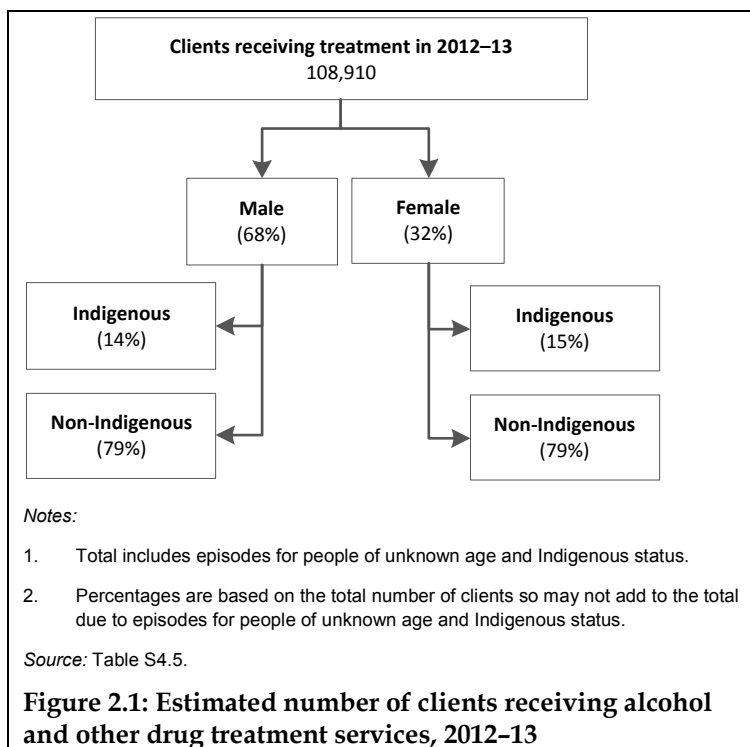 Clients receiving treatment in 2012–13
108,910
Male
(68%)
Female
(32%)
Indigenous
(14%)
Indigenous
(15%)
Non-Indigenous
(79%)
Non-Indigenous
(79%)
Notes:
1. Total includes episodes for people of unknown age and Indigenous status.
2. Percentages are based on the total number of clients so may not add to the total
due to episodes for people of unknown age and Indigenous status.
Source: Table S4.5.
Figure 2.1: Estimated number of clients receiving alcohol
and other drug treatment services, 2012–13